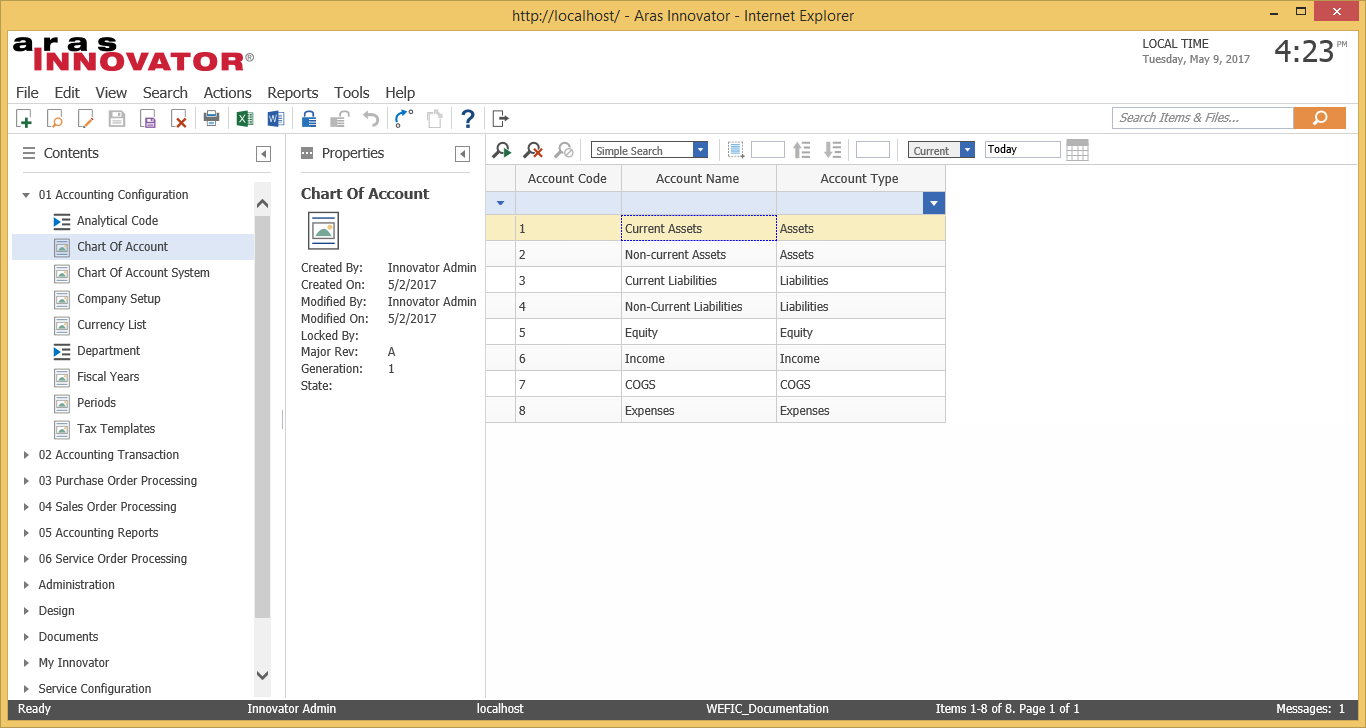 http://localhost/ - Aras Innovator - Internet Explorer
aras
INNOVATOR®
LOCAL TIME
Tuesday, May 9, 2017
4:23 PM
File Edit View Search Actions Reports Tools Help
Search Items & Files...
Contents
01 Accounting Configuration
Analytical Code
Chart Of Account
Chart Of Account System
Company Setup
Currency List
Department
Fiscal Years
Periods
Tax Templates
02 Accounting Transaction
03 Purchase Order Processing
04 Sales Order Processing
05 Accounting Reports
06 Service Order Processing
Administration
Design
Documents
My Innovator
Service Configuration
Properties
Chart Of Account
Created By: Innovator Admin
Created On: 5/2/2017
Modified By: Innovator Admin
Modified On: 5/2/2017
Locked By:
Major Rev: A
Generation: 1
State:
Simple Search Current Today
Account Code Account Name Account Type
1 Current Assets Assets
2 Non-current Assets Assets
3 Current Liabilities Liabilities
4 Non-Current Liabilities Liabilities
5 Equity Equity
6 Income Income
7 COGS COGS
8 Expenses Expenses
Ready Innovator Admin localhost WEFIC_Documentation Items 1-8 of 8. Page 1 of 1 Messages: 1